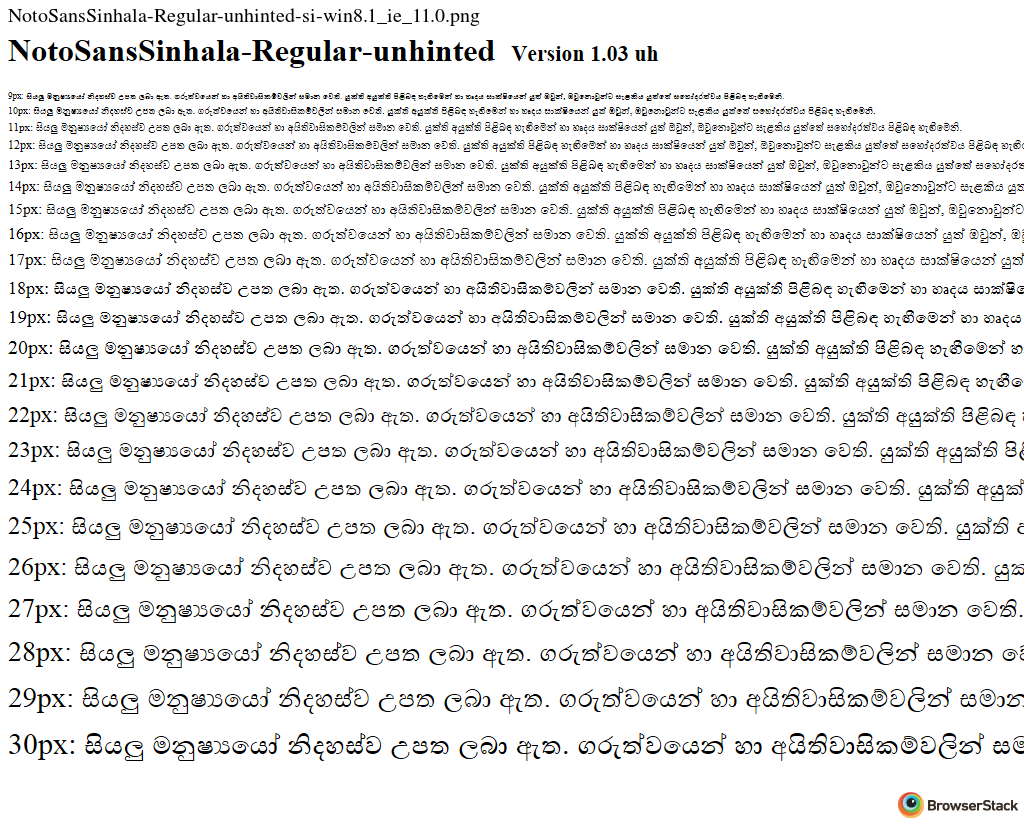 NotoSansSinhala-Regular-unhinted-si-win8.1_ie_11.0.png
NotoSansSinhala-Regular-unhinted Version 1.03 uh
9px: සියලු මනුෂ්‍යයෝ නිදහස්ව උපත ලබා ඇත. ගරුත්වයෙන් හා අයිතිවාසිකම්වලින් සමාන වෙති. යුක්ති අයුක්ති පිළිබඳ හැඟීමෙන් හා හෘදය සාක්ෂියෙන් යුත් ඔවුන්, ඔවුනොවුන්ට සැළකිය යුත්තේ සහෝදරත්වය පිළිබඳ හැඟීමෙනි.
10px: සියලු මනුෂ්‍යයෝ නිදහස්ව උපත ලබා ඇත. ගරුත්වයෙන් හා අයිතිවාසිකම්වලින් සමාන වෙති. යුක්ති අයුක්ති පිළිබඳ හැඟීමෙන් හා හෘදය සාක්ෂියෙන් යුත් ඔවුන්, ඔවුනොවුන්ට සැළකිය යුත්තේ සහෝදරත්වය පිළිබඳ හැඟීමෙනි.
11px: සියලු මනුෂ්‍යයෝ නිදහස්ව උපත ලබා ඇත. ගරුත්වයෙන් හා අයිතිවාසිකම්වලින් සමාන වෙති. යුක්ති අයුක්ති පිළිබඳ හැඟීමෙන් හා හෘදය සාක්ෂියෙන් යුත් ඔවුන්, ඔවුනොවුන්ට සැළකිය යුත්තේ සහෝදරත්වය පිළිබඳ හැඟීමෙනි.
12px: සියලු මනුෂ්‍යයෝ නිදහස්ව උපත ලබා ඇත. ගරුත්වයෙන් හා අයිතිවාසිකම්වලින් සමාන වෙති. යුක්ති අයුක්ති පිළිබඳ හැඟීමෙන් හා හෘදය සාක්ෂියෙන් යුත් ඔවුන්, ඔවුනොවුන්ට සැළකිය යුත්තේ සහෝදරත්වය පිළිබඳ
13px: සියලු මනුෂ්‍යයෝ නිදහස්ව උපත ලබා ඇත. ගරුත්වයෙන් හා අයිතිවාසිකම්වලින් සමාන වෙති. යුක්ති අයුක්ති පිළිබඳ හැඟීමෙන් හා හෘදය සාක්ෂියෙන් යුත් ඔවුන්, ඔවුනොවුන්ට සැළකිය යුත්තේ
14px: සියලු මනුෂ්‍යයෝ නිදහස්ව උපත ලබා ඇත. ගරුත්වයෙන් හා අයිතිවාසිකම්වලින් සමාන වෙති. යුක්ති අයුක්ති පිළිබඳ හැඟීමෙන් හා හෘදය සාක්ෂියෙන් යුත් ඔවුන්, ඔවුනොවුන්ට සැළකිය
15px: සියලු මනුෂ්‍යයෝ නිදහස්ව උපත ලබා ඇත. ගරුත්වයෙන් හා අයිතිවාසිකම්වලින් සමාන වෙති. යුක්ති අයුක්ති පිළිබඳ හැඟීමෙන් හා හෘදය සාක්ෂියෙන් යුත් ඔවුන්, ඔවුනොවුන්ට
16px: සියලු මනුෂ්‍යයෝ නිදහස්ව උපත ලබා ඇත. ගරුත්වයෙන් හා අයිතිවාසිකම්වලින් සමාන වෙති. යුක්ති අයුක්ති පිළිබඳ හැඟීමෙන් හා හෘදය සාක්ෂියෙන් යුත් ඔවුන්,
17px: සියලු මනුෂ්‍යයෝ නිදහස්ව උපත ලබා ඇත. ගරුත්වයෙන් හා අයිතිවාසිකම්වලින් සමාන වෙති. යුක්ති අයුක්ති පිළිබඳ හැඟීමෙන් හා හෘදය සාක්ෂියෙන් යුත්
18px: සියලු මනුෂ්‍යයෝ නිදහස්ව උපත ලබා ඇත. ගරුත්වයෙන් හා අයිතිවාසිකම්වලින් සමාන වෙති. යුක්ති අයුක්ති පිළිබඳ හැඟීමෙන් හා හෘදය
19px: සියලු මනුෂ්‍යයෝ නිදහස්ව උපත ලබා ඇත. ගරුත්වයෙන් හා අයිතිවාසිකම්වලින් සමාන වෙති. යුක්ති අයුක්ති පිළිබඳ හැඟීමෙන් හා හෘදය
20px: සියලු මනුෂ්‍යයෝ නිදහස්ව උපත ලබා ඇත. ගරුත්වයෙන් හා අයිතිවාසිකම්වලින් සමාන වෙති. යුක්ති අයුක්ති පිළිබඳ හැඟීමෙන්
21px: සියලු මනුෂ්‍යයෝ නිදහස්ව උපත ලබා ඇත. ගරුත්වයෙන් හා අයිතිවාසිකම්වලින් සමාන වෙති. යුක්ති අයුක්ති පිළිබඳ
22px: සියලු මනුෂ්‍යයෝ නිදහස්ව උපත ලබා ඇත. ගරුත්වයෙන් හා අයිතිවාසිකම්වලින් සමාන වෙති. යුක්ති අයුක්ති පිළිබඳ
23px: සියලු මනුෂ්‍යයෝ නිදහස්ව උපත ලබා ඇත. ගරුත්වයෙන් හා අයිතිවාසිකම්වලින් සමාන වෙති. යුක්ති අයුක්ති
24px: සියලු මනුෂ්‍යයෝ නිදහස්ව උපත ලබා ඇත. ගරුත්වයෙන් හා අයිතිවාසිකම්වලින් සමාන වෙති. යුක්ති
25px: සියලු මනුෂ්‍යයෝ නිදහස්ව උපත ලබා ඇත. ගරුත්වයෙන් හා අයිතිවාසිකම්වලින් සමාන වෙති. යුක්ති
26px: සියලු මනුෂ්‍යයෝ නිදහස්ව උපත ලබා ඇත. ගරුත්වයෙන් හා අයිතිවාසිකම්වලින් සමාන වෙති.
27px: සියලු මනුෂ්‍යයෝ නිදහස්ව උපත ලබා ඇත. ගරුත්වයෙන් හා අයිතිවාසිකම්වලින් සමාන වෙති.
28px: සියලු මනුෂ්‍යයෝ නිදහස්ව උපත ලබා ඇත. ගරුත්වයෙන් හා අයිතිවාසිකම්වලින් සමාන
29px: සියලු මනුෂ්‍යයෝ නිදහස්ව උපත ලබා ඇත. ගරුත්වයෙන් හා අයිතිවාසිකම්වලින් සමාන
30px: සියලු මනුෂ්‍යයෝ නිදහස්ව උපත ලබා ඇත. ගරුත්වයෙන් හා අයිතිවාසිකම්වලින්
BrowserStack